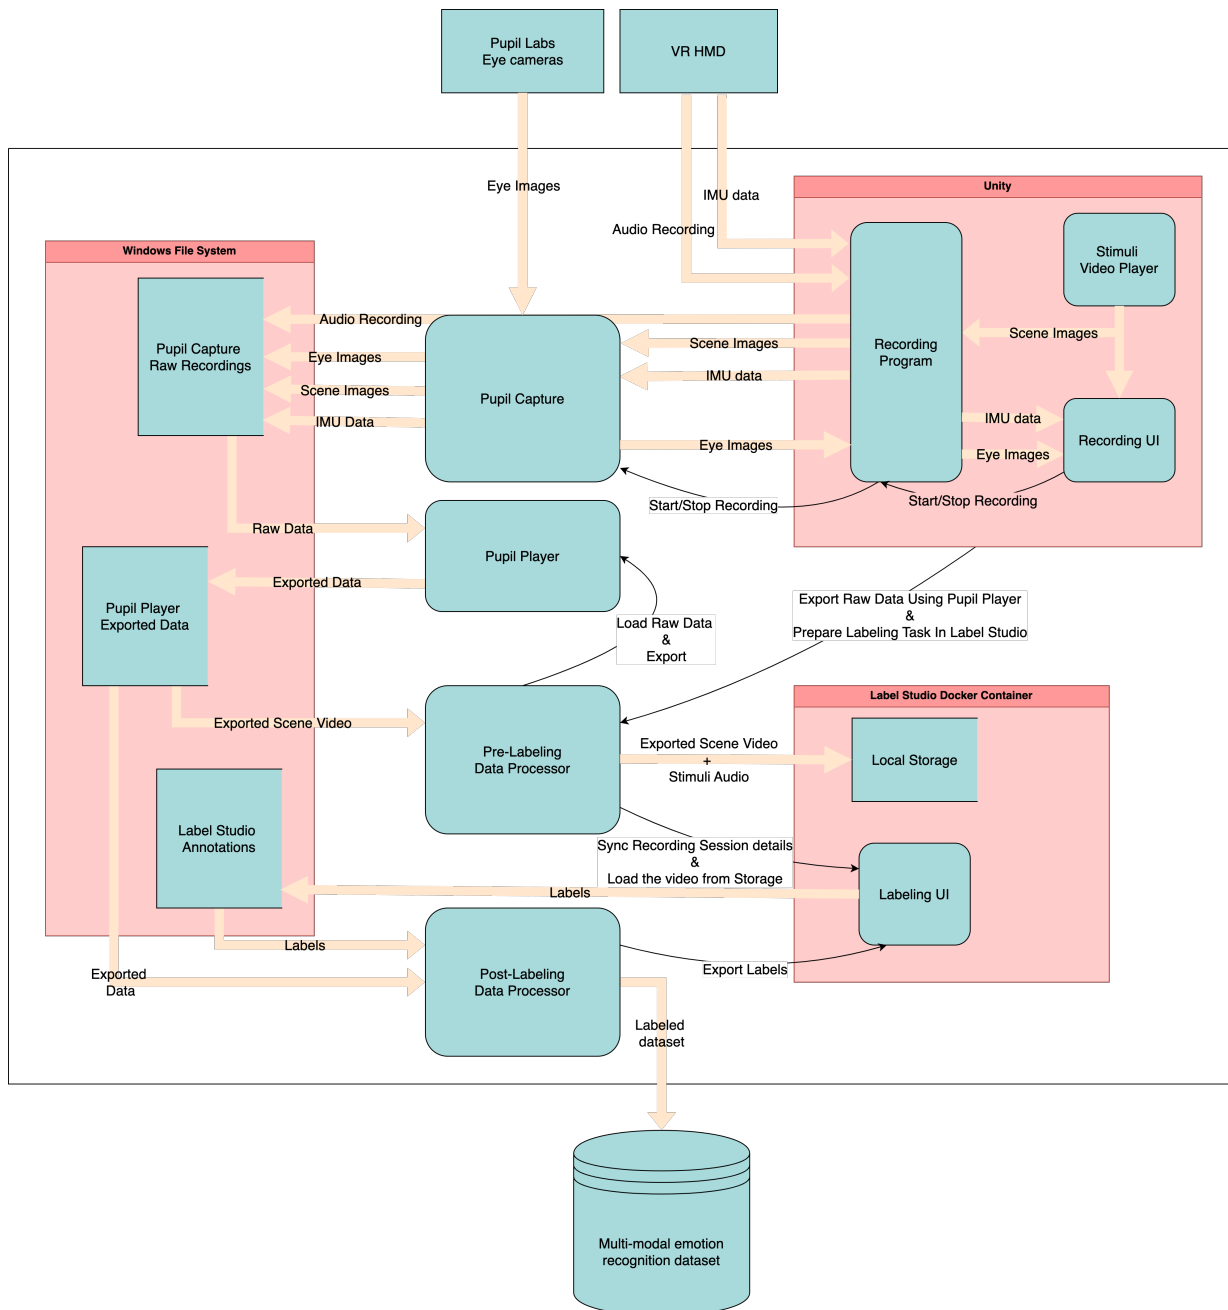 Pupil Labs
Eye cameras
VR HMD
Eye Images
IMU data
Audio Recording
Unity
Stimuli
Video Player
Recording
Program
Scene Images
Recording UI
IMU data
Eye Images
Start/Stop Recording
Windows File System
Pupil Capture
Raw Recordings
Audio Recording
Eye Images
Scene Images
IMU Data
Pupil Capture
Scene Images
IMU data
Eye Images
Start/Stop Recording
Raw Data
Pupil Player
Exported Data
Pupil Player
Exported Data
Load Raw Data
&
Export
Export Raw Data Using Pupil Player
&
Prepare Labeling Task In Label Studio
Exported Scene Video
Pre-Labeling
Data Processor
Exported Scene Video
+
Stimuli Audio
Label Studio Docker Container
Local Storage
Label Studio
Annotations
Sync Recording Session details
&
Load the video from Storage
Labeling UI
Labels
Labels
Exported
Data
Post-Labeling
Data Processor
Export Labels
Labeled
dataset
Multi-modal emotion
recognition dataset